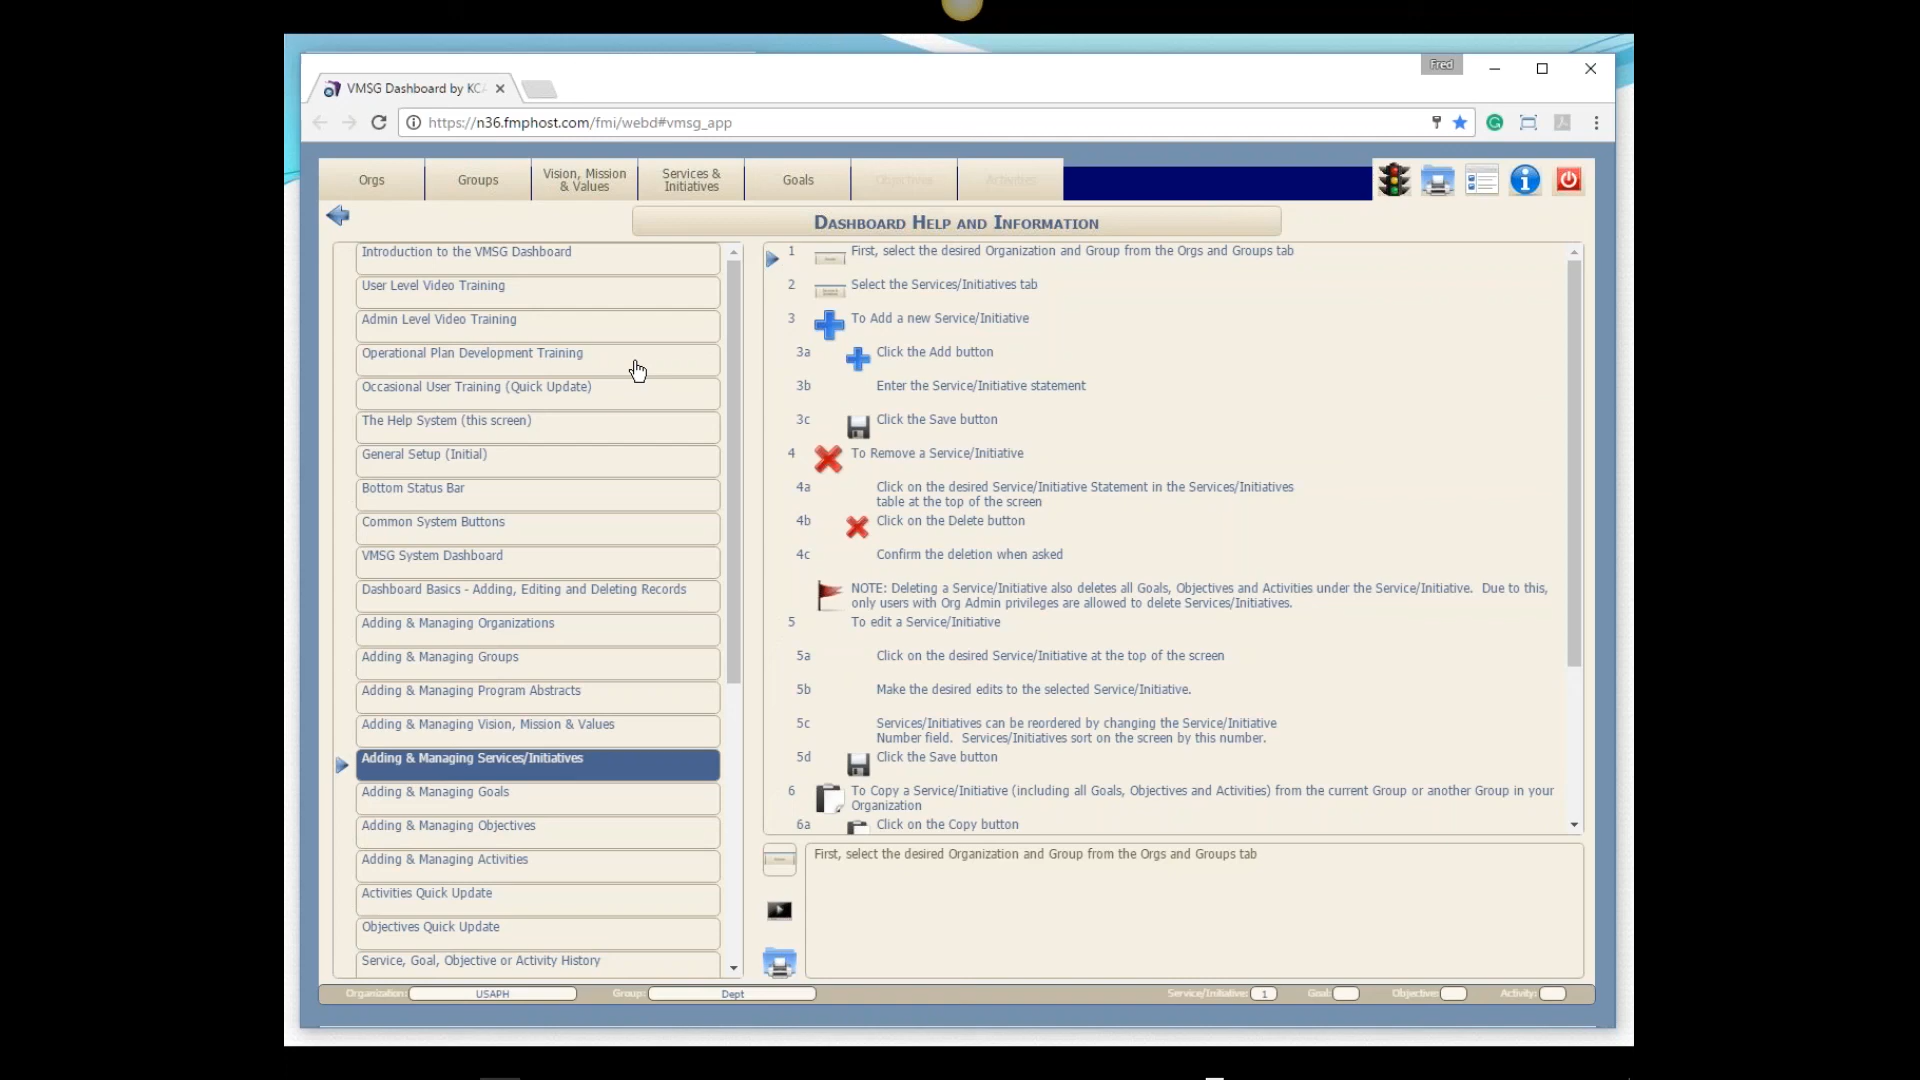 Fred
VMSG Dashboard by KCA
https://n36.fmphost.com/fmi/webd#vmsg_app
Orgs
Groups
Vision, Mission
& Values
Services &
Initiatives
Goals
Objectives
Activities
Dashboard Help and Information
Introduction to the VMSG Dashboard
User Level Video Training
Admin Level Video Training
Operational Plan Development Training
Occasional User Training (Quick Update)
The Help System (this screen)
General Setup (Initial)
Bottom Status Bar
Common System Buttons
VMSG System Dashboard
Dashboard Basics - Adding, Editing and Deleting Records
Adding & Managing Organizations
Adding & Managing Groups
Adding & Managing Program Abstracts
Adding & Managing Vision, Mission & Values
Adding & Managing Services/Initiatives
Adding & Managing Goals
Adding & Managing Objectives
Adding & Managing Activities
Activities Quick Update
Objectives Quick Update
Service, Goal, Objective or Activity History
1 First, select the desired Organization and Group from the Orgs and Groups tab
2 Select the Services/Initiatives tab
3 To Add a new Service/Initiative
3a Click the Add button
3b Enter the Service/Initiative statement
3c Click the Save button
4 To Remove a Service/Initiative
4a Click on the desired Service/Initiative Statement in the Services/Initiatives
table at the top of the screen
4b Click on the Delete button
4c Confirm the deletion when asked
NOTE: Deleting a Service/Initiative also deletes all Goals, Objectives and Activities under the Service/Initiative. Due to this,
only users with Org Admin privileges are allowed to delete Services/Initiatives.
5 To edit a Service/Initiative
5a Click on the desired Service/Initiative at the top of the screen
5b Make the desired edits to the selected Service/Initiative.
5c Services/Initiatives can be reordered by changing the Service/Initiative
Number field. Services/Initiatives sort on the screen by this number.
5d Click the Save button
6 To Copy a Service/Initiative (including all Goals, Objectives and Activities) from the current Group or another Group in your
Organization
6a Click on the Copy button
First, select the desired Organization and Group from the Orgs and Groups tab
Organization: USAPH Group: Dept Service/Initiative: 1 Goal: Objective: Activity: